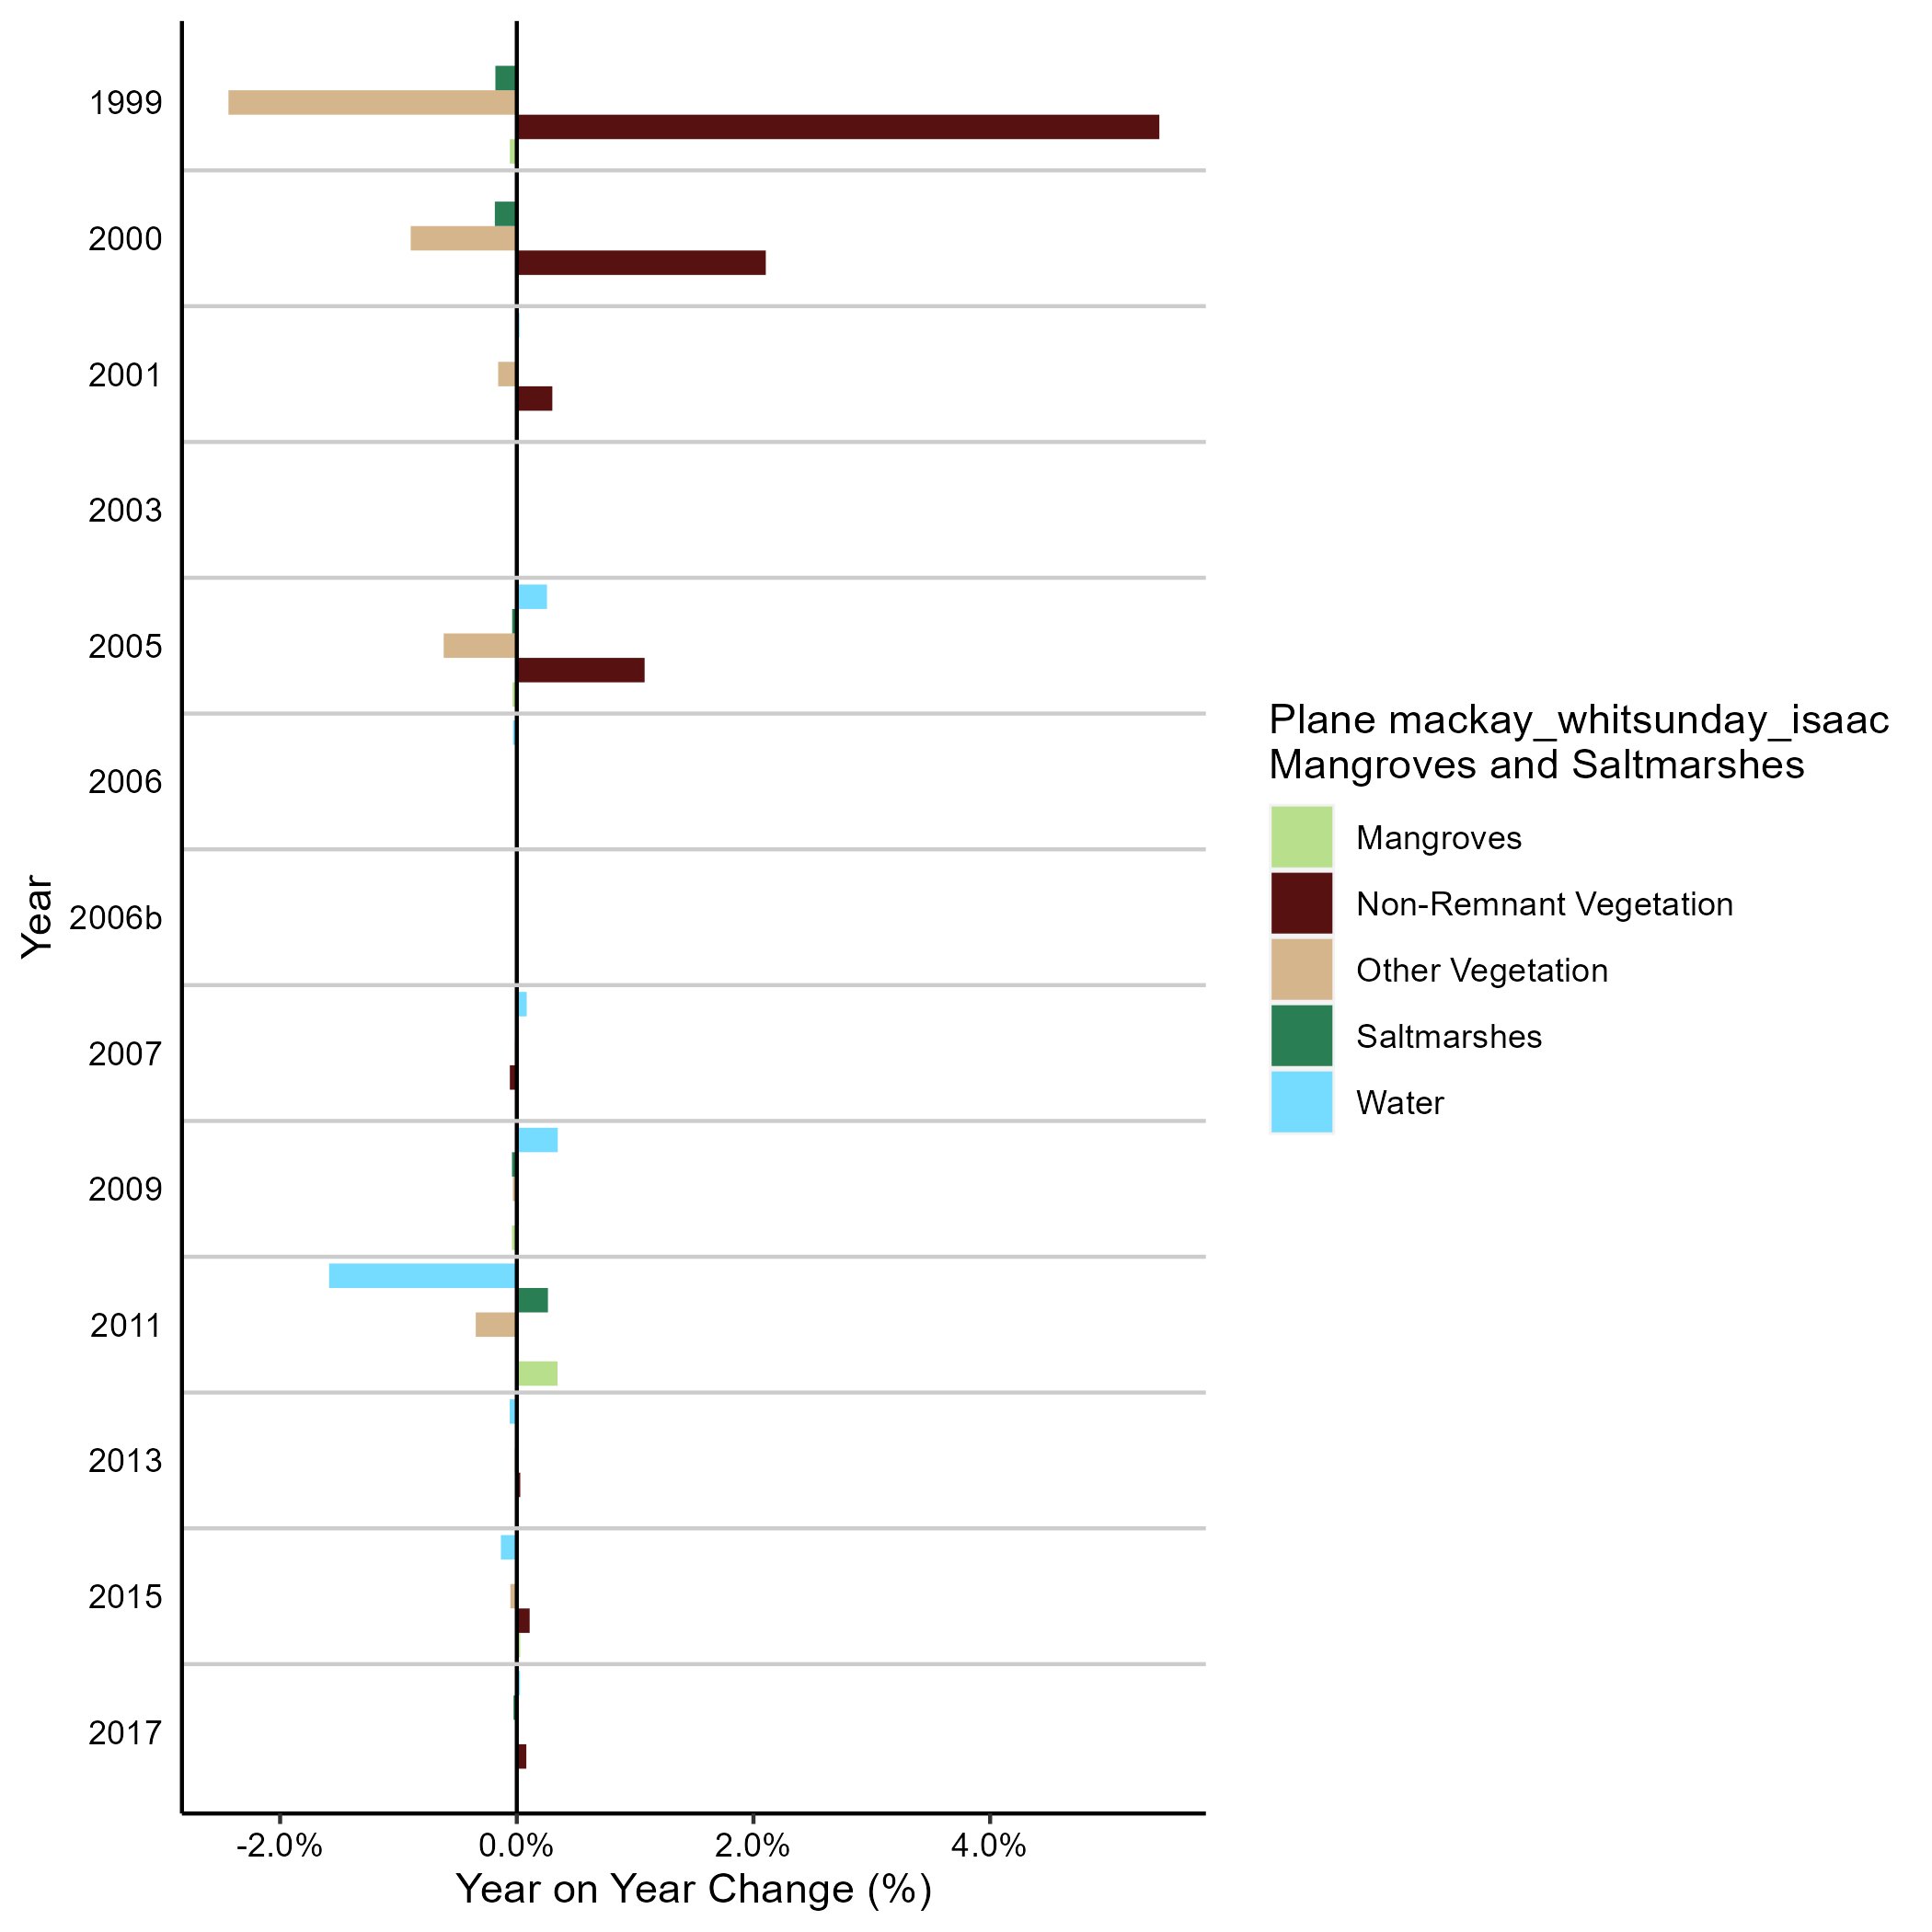 1999
2000
2001
2003
2005
2006
2006b
2007
2009
2011
2013
2015
2017
Year
-2.0%
0.0%
2.0%
4.0%
Year on Year Change (%)
Plane mackay_whitsunday_isaac
Mangroves and Saltmarshes
Mangroves
Non-Remnant Vegetation
Other Vegetation
Saltmarshes
Water